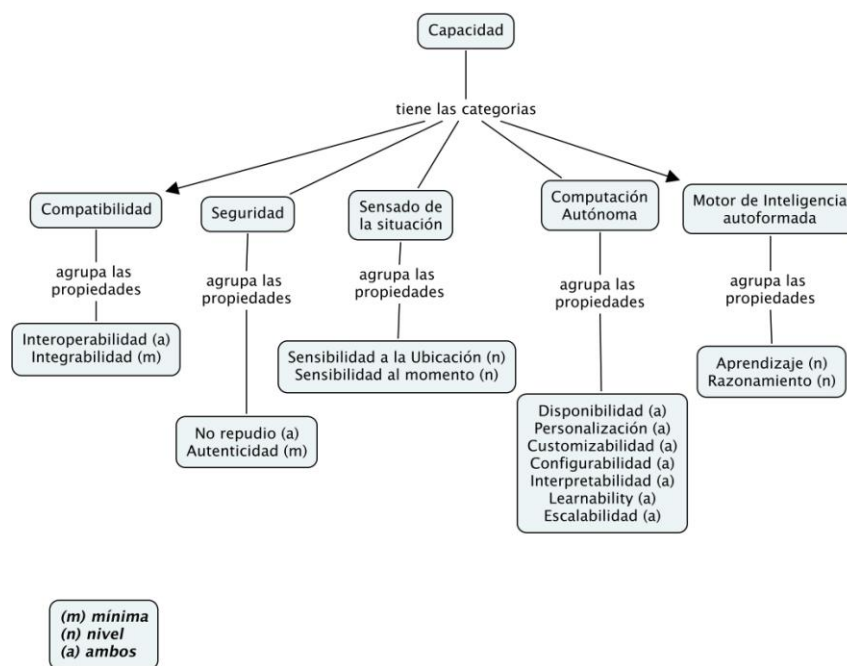 Capacidad
tiene las categorias
Compatibilidad
Seguridad
Sensado de
la situación
Computación
Autónoma
Motor de Inteligencia
autoformada
agrupa las
propiedades
agrupa las
propiedades
agrupa las
propiedades
agrupa las
propiedades
agrupa las
propiedades
Interoperabilidad (a)
Integrabilidad (m)
No repudio (a)
Autenticidad (m)
Sensibilidad a la Ubicación (n)
Sensibilidad al momento (n)
Disponibilidad (a)
Personalización (a)
Customizabilidad (a)
Configurabilidad (a)
Interpretabilidad (a)
Learnability (a)
Escalabilidad (a)
Aprendizaje (n)
Razonamiento (n)
(m) mínima
(n) nivel
(a) ambos